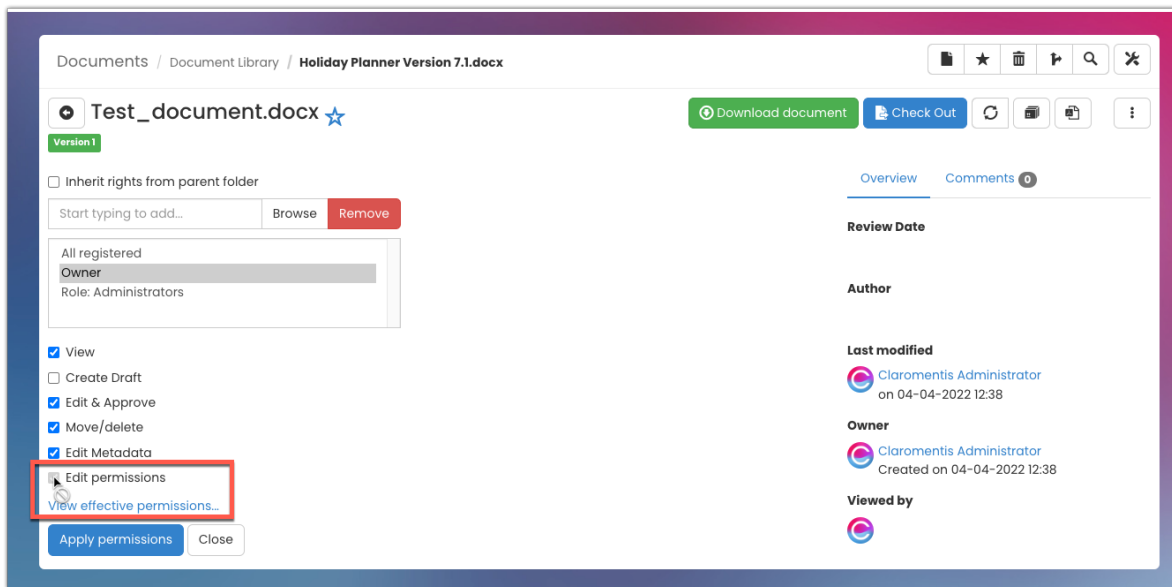 Documents / Document Library / Holiday Planner Version 7.1.docx
Test_document.docx
Download document
Check Out
Version 1
Inherit rights from parent folder
Start typing to add...
Browse
Remove
All registered
Owner
Role: Administrators
View
Create Draft
Edit & Approve
Move/delete
Edit Metadata
Edit permissions
View effective permissions...
Apply permissions
Close
Overview
Comments 0
Review Date
Author
Last modified
Claromentis Administrator
on 04-04-2022 12:38
Owner
Claromentis Administrator
Created on 04-04-2022 12:38
Viewed by